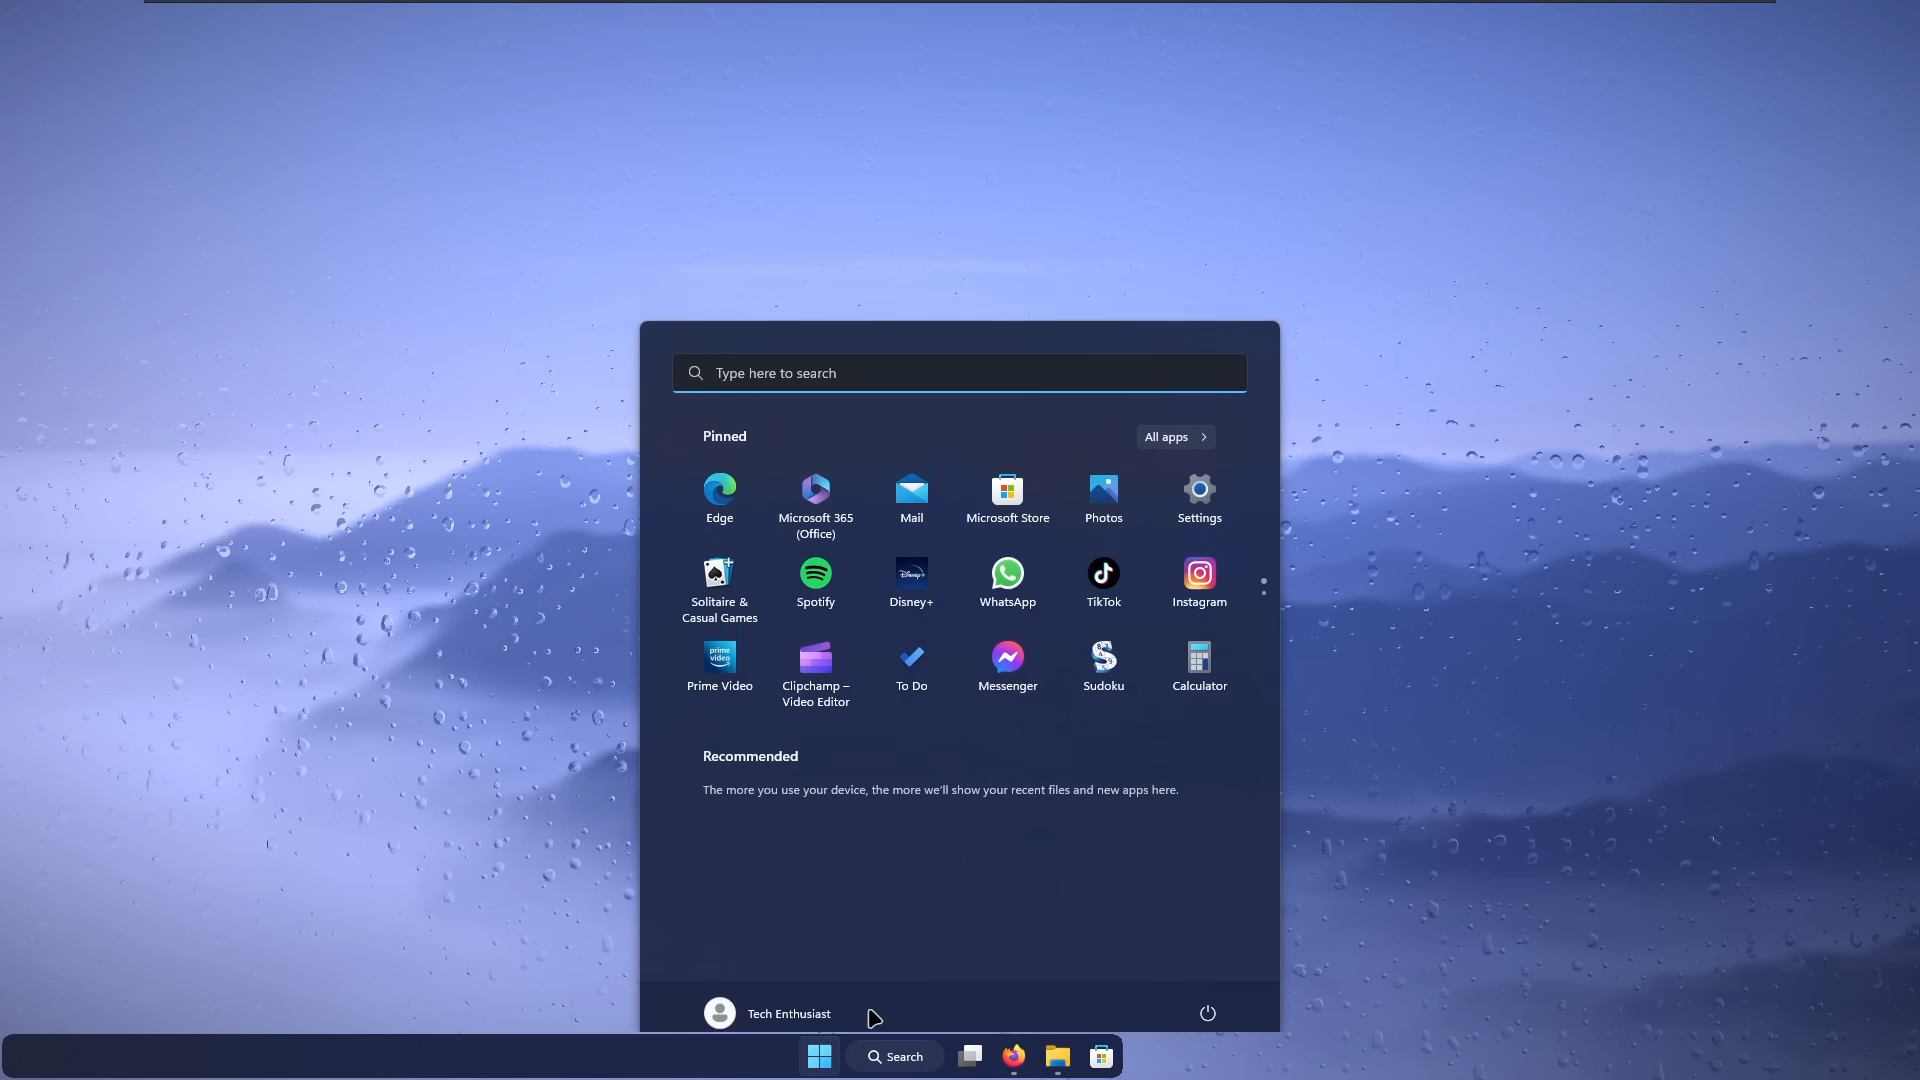 Type here to search
Pinned
All apps
Edge
Microsoft 365
(Office)
Mail
Microsoft Store
Photos
Settings
Solitaire &
Casual Games
Spotify
Disney+
WhatsApp
TikTok
Instagram
prime
video
Prime Video
Clipchamp –
Video Editor
To Do
Messenger
Sudoku
Calculator
Recommended
The more you use your device, the more we'll show your recent files and new apps here.
Tech Enthusiast
Search